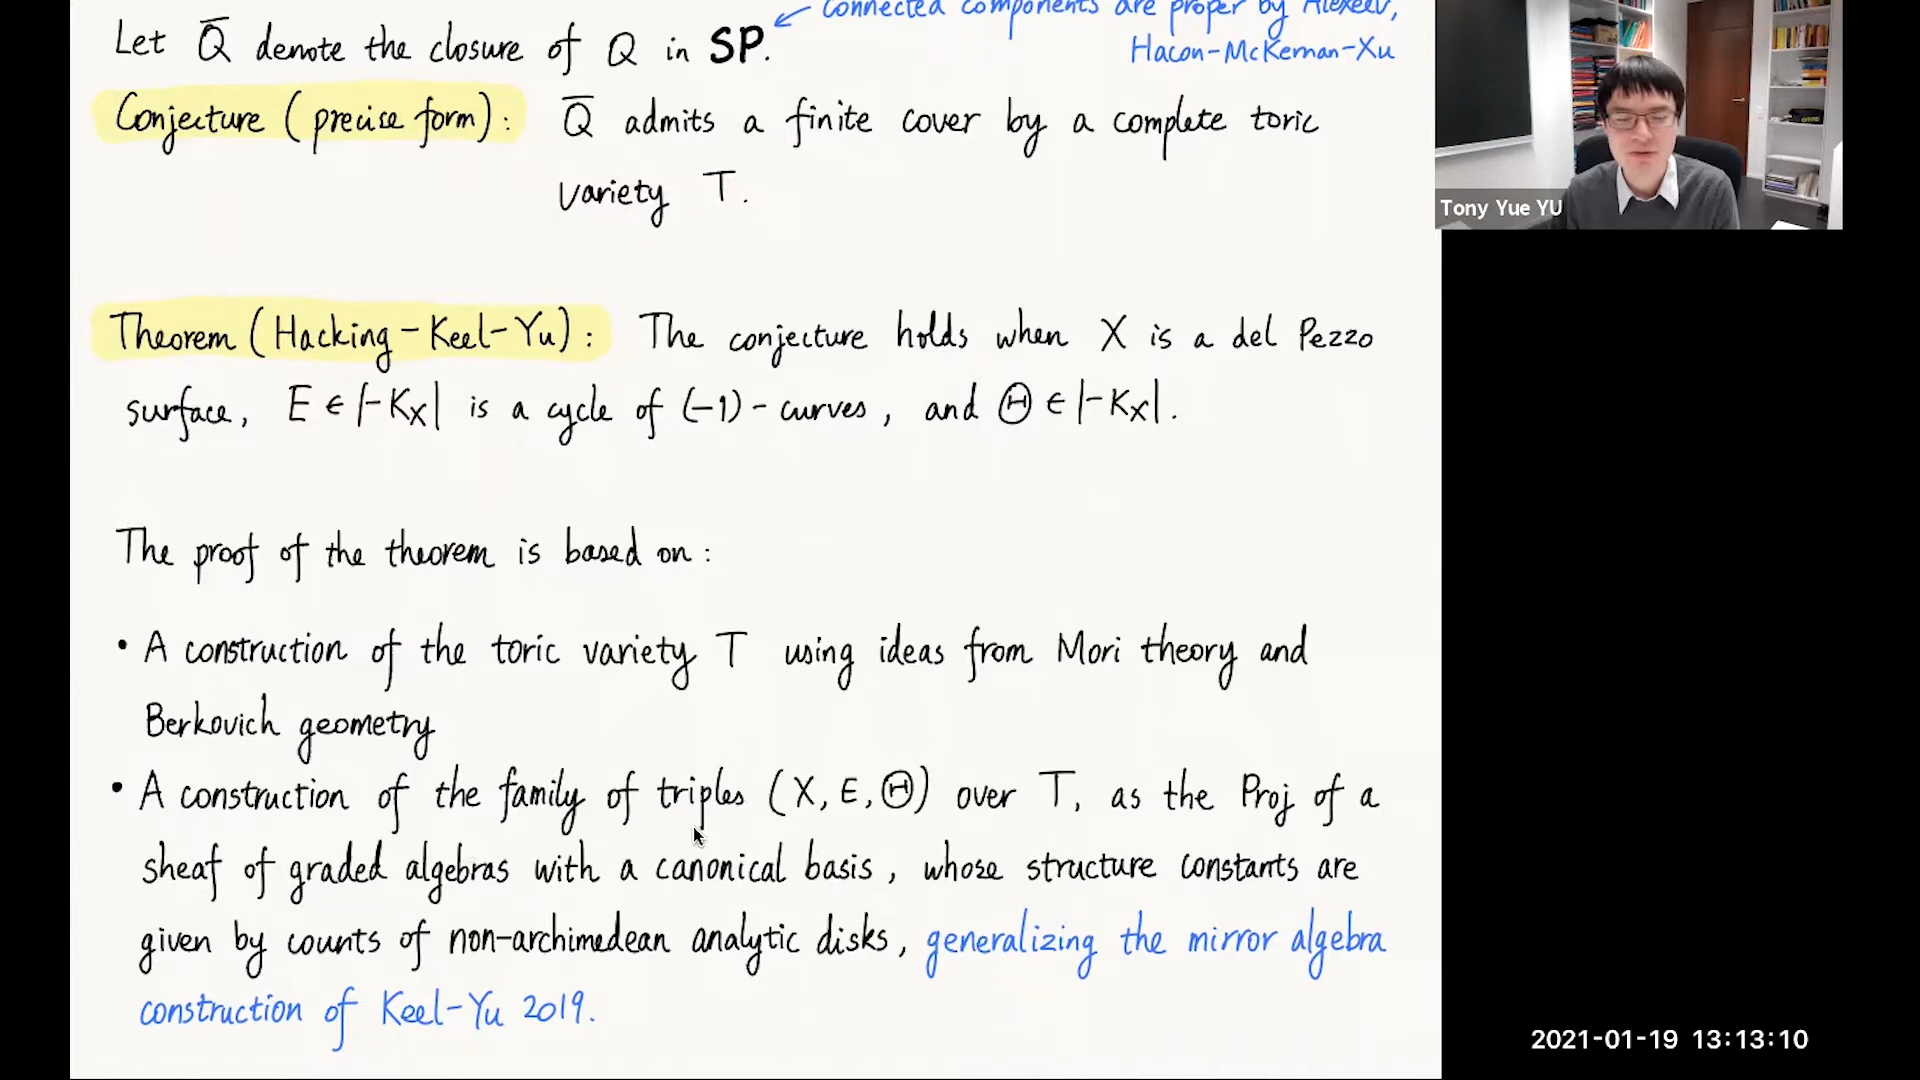 connected components are proper by Alexeev,
Hacon-McKernan-Xu
Let Q̄ denote the closure of Q in SP.
Conjecture (precise form): Q̄ admits a finite cover by a complete toric
variety T.
Theorem (Hacking-Keel-Yu): The conjecture holds when X is a del Pezzo
surface, E ∈ |-K_X| is a cycle of (-1)-curves, and Θ ∈ |-K_X|.
The proof of the theorem is based on:
• A construction of the toric variety T using ideas from Mori theory and
Berkovich geometry
• A construction of the family of triples (X, E, Θ) over T, as the Proj of a
sheaf of graded algebras with a canonical basis, whose structure constants are
given by counts of non-archimedean analytic disks, generalizing the mirror algebra
construction of Keel-Yu 2019.
Tony Yue YU
2021-01-19 13:13:10